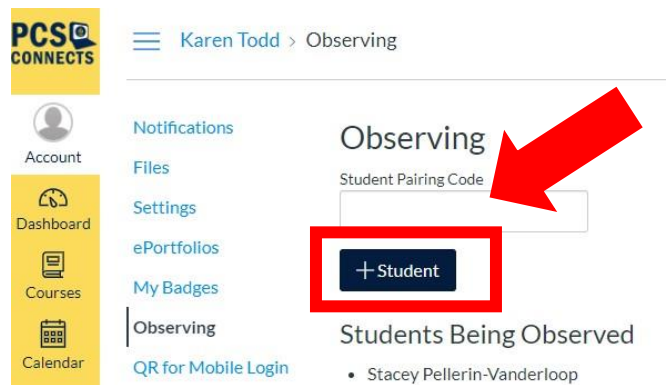 PCS
CONNECTS
Karen Todd > Observing
Account
Dashboard
Courses
Calendar
Notifications
Files
Settings
ePortfolios
My Badges
Observing
QR for Mobile Login
Observing
Student Pairing Code
+ Student
Students Being Observed
• Stacey Pellerin-Vanderloop